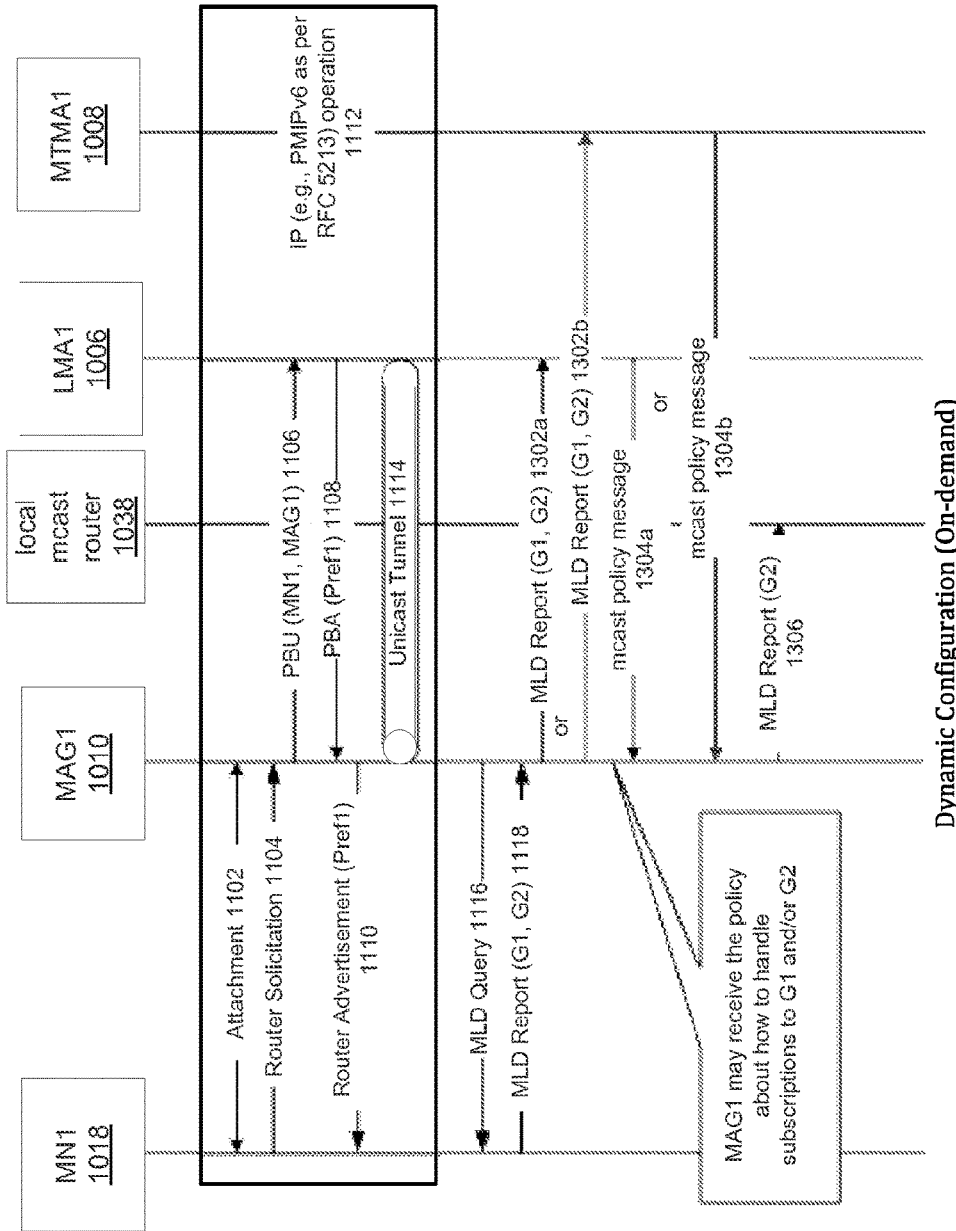 MN1
1018
MAG1
1010
local
mcast
router
1038
LMA1
1006
MTMA1
1008
Attachment 1102
Router Solicitation 1104
PBU (MN1, MAG1) 1106
PBA (Pref1) 1108
Router Advertisement (Pref1)
1110
Unicast Tunnel 1114
IP (e.g., PMIPv6 as per
RFC 5213) operation
1112
MLD Query 1116
MLD Report (G1, G2) 1118
MLD Report (G1, G2) 1302a
or
MLD Report (G1, G2) 1302b
mcast policy message
1304a
or
mcast policy message
1304b
MLD Report (G2)
1306
MAG1 may receive the policy
about how to handle
subscriptions to G1 and/or G2
Dynamic Configuration (On-demand)